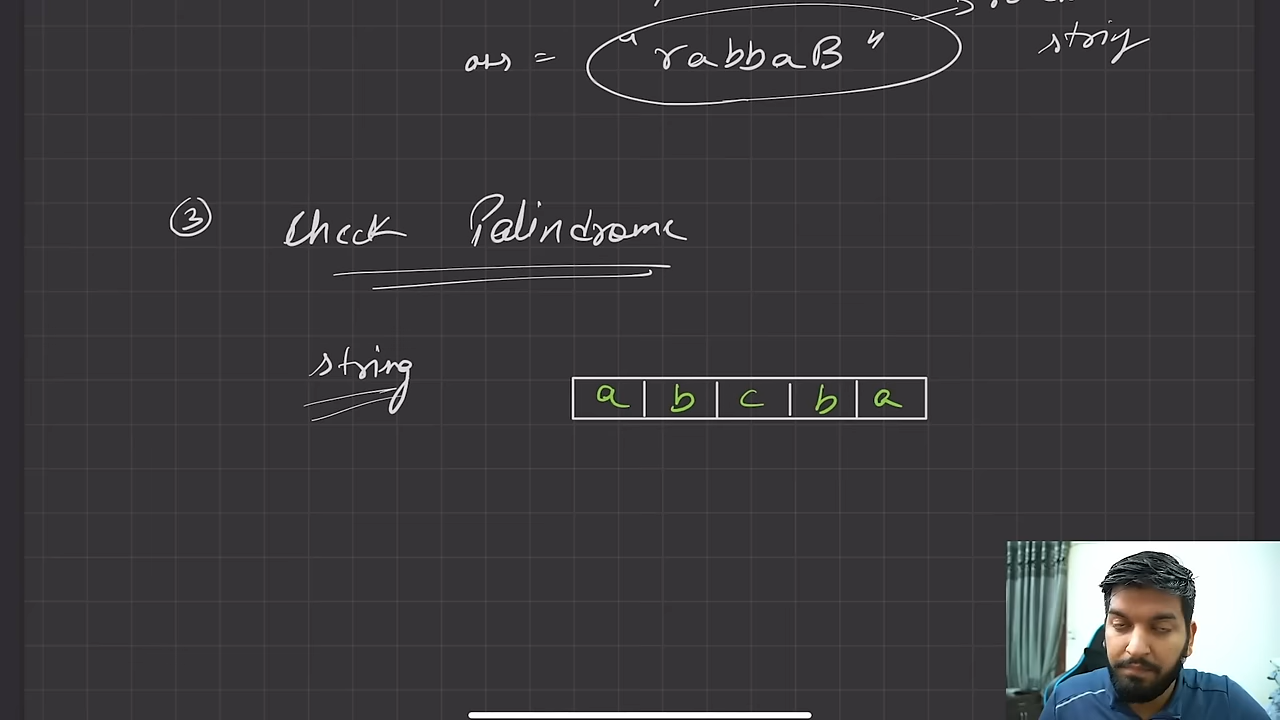 ans = "rabbaB"
string
③ Check Palindrome
string
a b c b a